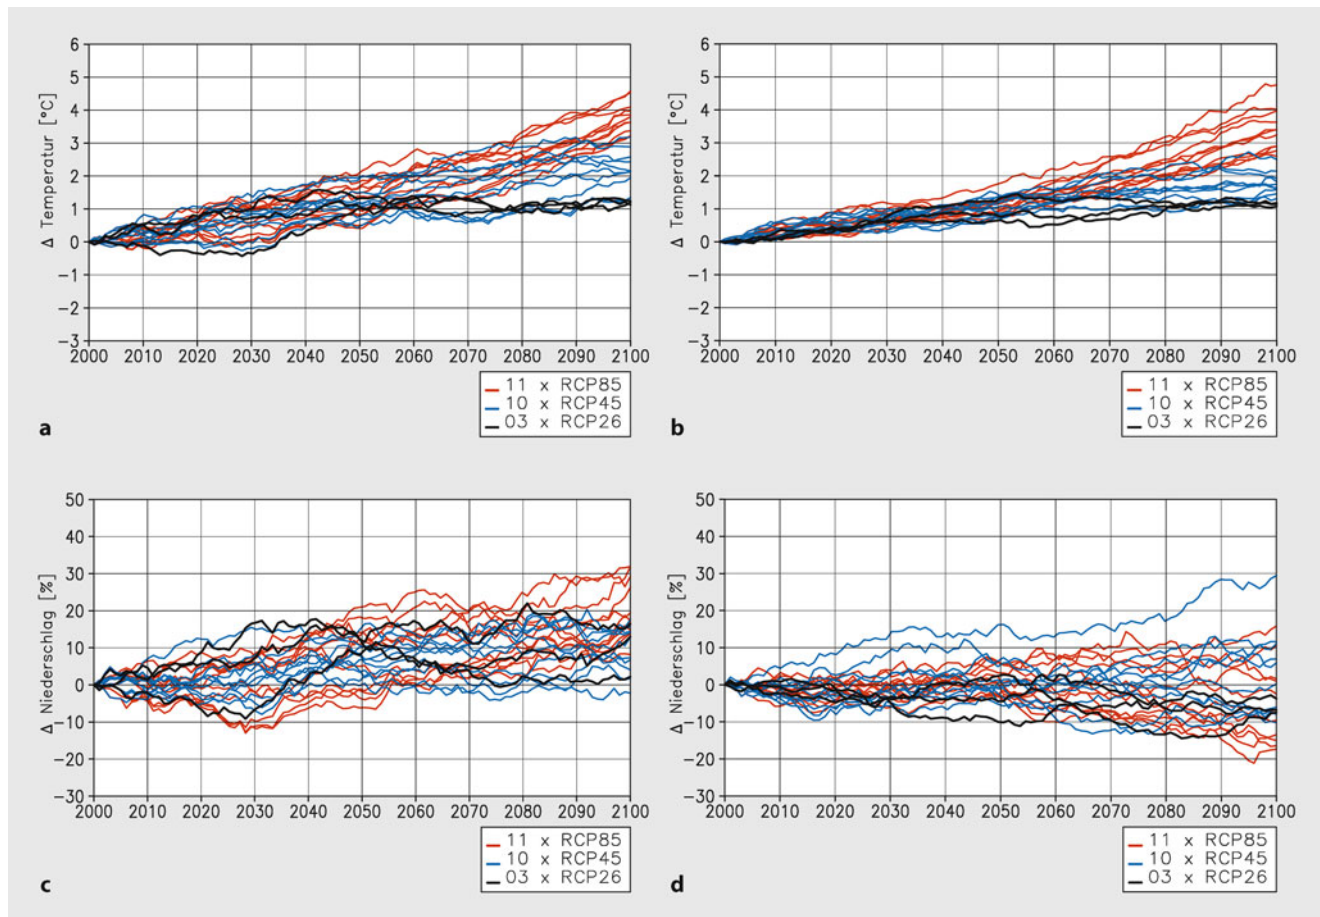 6
5
4
3
2
1
0
−1
−2
−3
Δ Temperatur [°C]
2000 2010 2020 2030 2040 2050 2060 2070 2080 2090 2100
11 x RCP85
10 x RCP45
03 x RCP26
a
6
5
4
3
2
1
0
−1
−2
−3
Δ Temperatur [°C]
2000 2010 2020 2030 2040 2050 2060 2070 2080 2090 2100
11 x RCP85
10 x RCP45
03 x RCP26
b
50
40
30
20
10
0
−10
−20
−30
Δ Niederschlag [%]
2000 2010 2020 2030 2040 2050 2060 2070 2080 2090 2100
11 x RCP85
10 x RCP45
03 x RCP26
c
50
40
30
20
10
0
−10
−20
−30
Δ Niederschlag [%]
2000 2010 2020 2030 2040 2050 2060 2070 2080 2090 2100
11 x RCP85
10 x RCP45
03 x RCP26
d